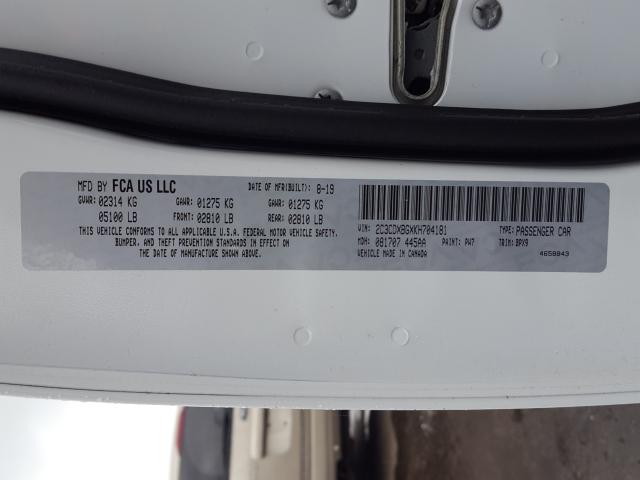 MFD BY FCA US LLC DATE OF MFR(BUILT): 8-19
GVWR: 02314 KG GAWR: 01275 KG GAWR: 01275 KG
05100 LB FRONT: 02810 LB REAR: 02810 LB
THIS VEHICLE CONFORMS TO ALL APPLICABLE U.S.A. FEDERAL MOTOR VEHICLE SAFETY,
BUMPER, AND THEFT PREVENTION STANDARDS IN EFFECT ON
THE DATE OF MANUFACTURE SHOWN ABOVE.
VIN: 2C3CDXBGXKH704181 TYPE: PASSENGER CAR
MDH: 081707 445AA PAINT: PW7 TRIM: BPX9
VEHICLE MADE IN CANADA 4658843